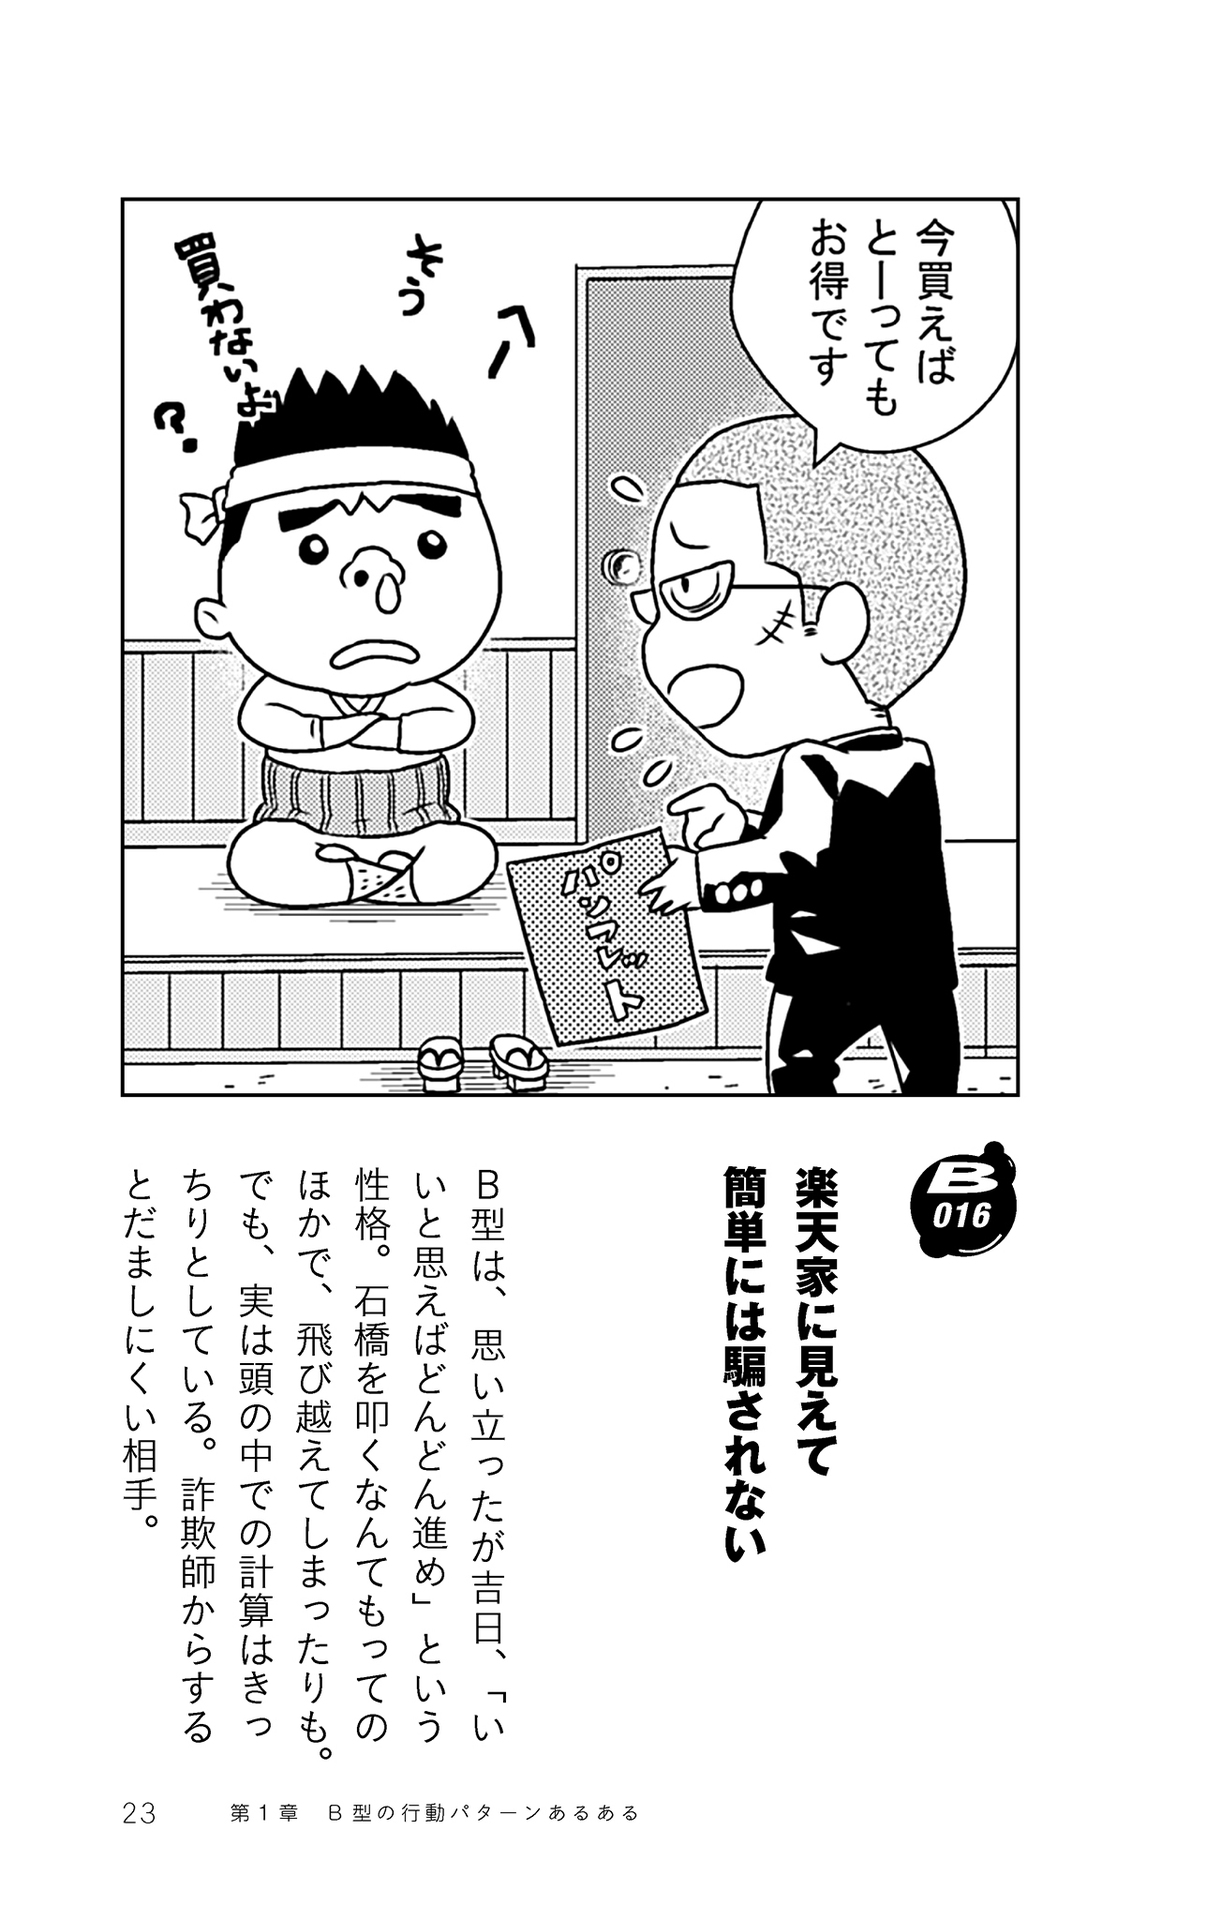 今買えば
とーっても
お得です
そう
買わないよ
?
パンフレット
B
016
楽天家に見えて
簡単には騙されない
B型は、思い立ったが吉日、「い
いと思えばどんどん進め」という
性格。石橋を叩くなんてもっての
ほかで、飛び越えてしまったりも。
でも、実は頭の中での計算はきっ
ちりとしている。詐欺師からする
とだましにくい相手。
23
第1章 B型の行動パターンあるある